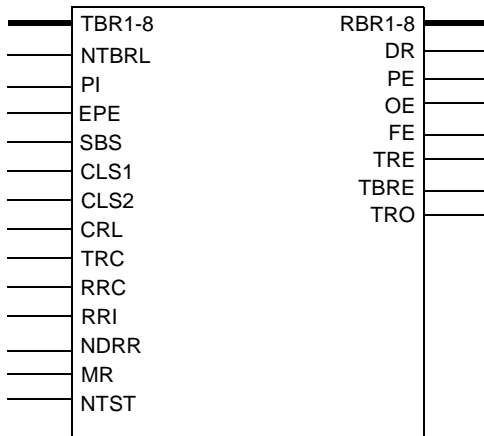 TBR1-8 RBR1-8
NTBRL DR
PI PE
EPE OE
SBS FE
CLS1 TRE
CLS2 TBRE
CRL TRO
TRC
RRC
RRI
NDRR
MR
NTST